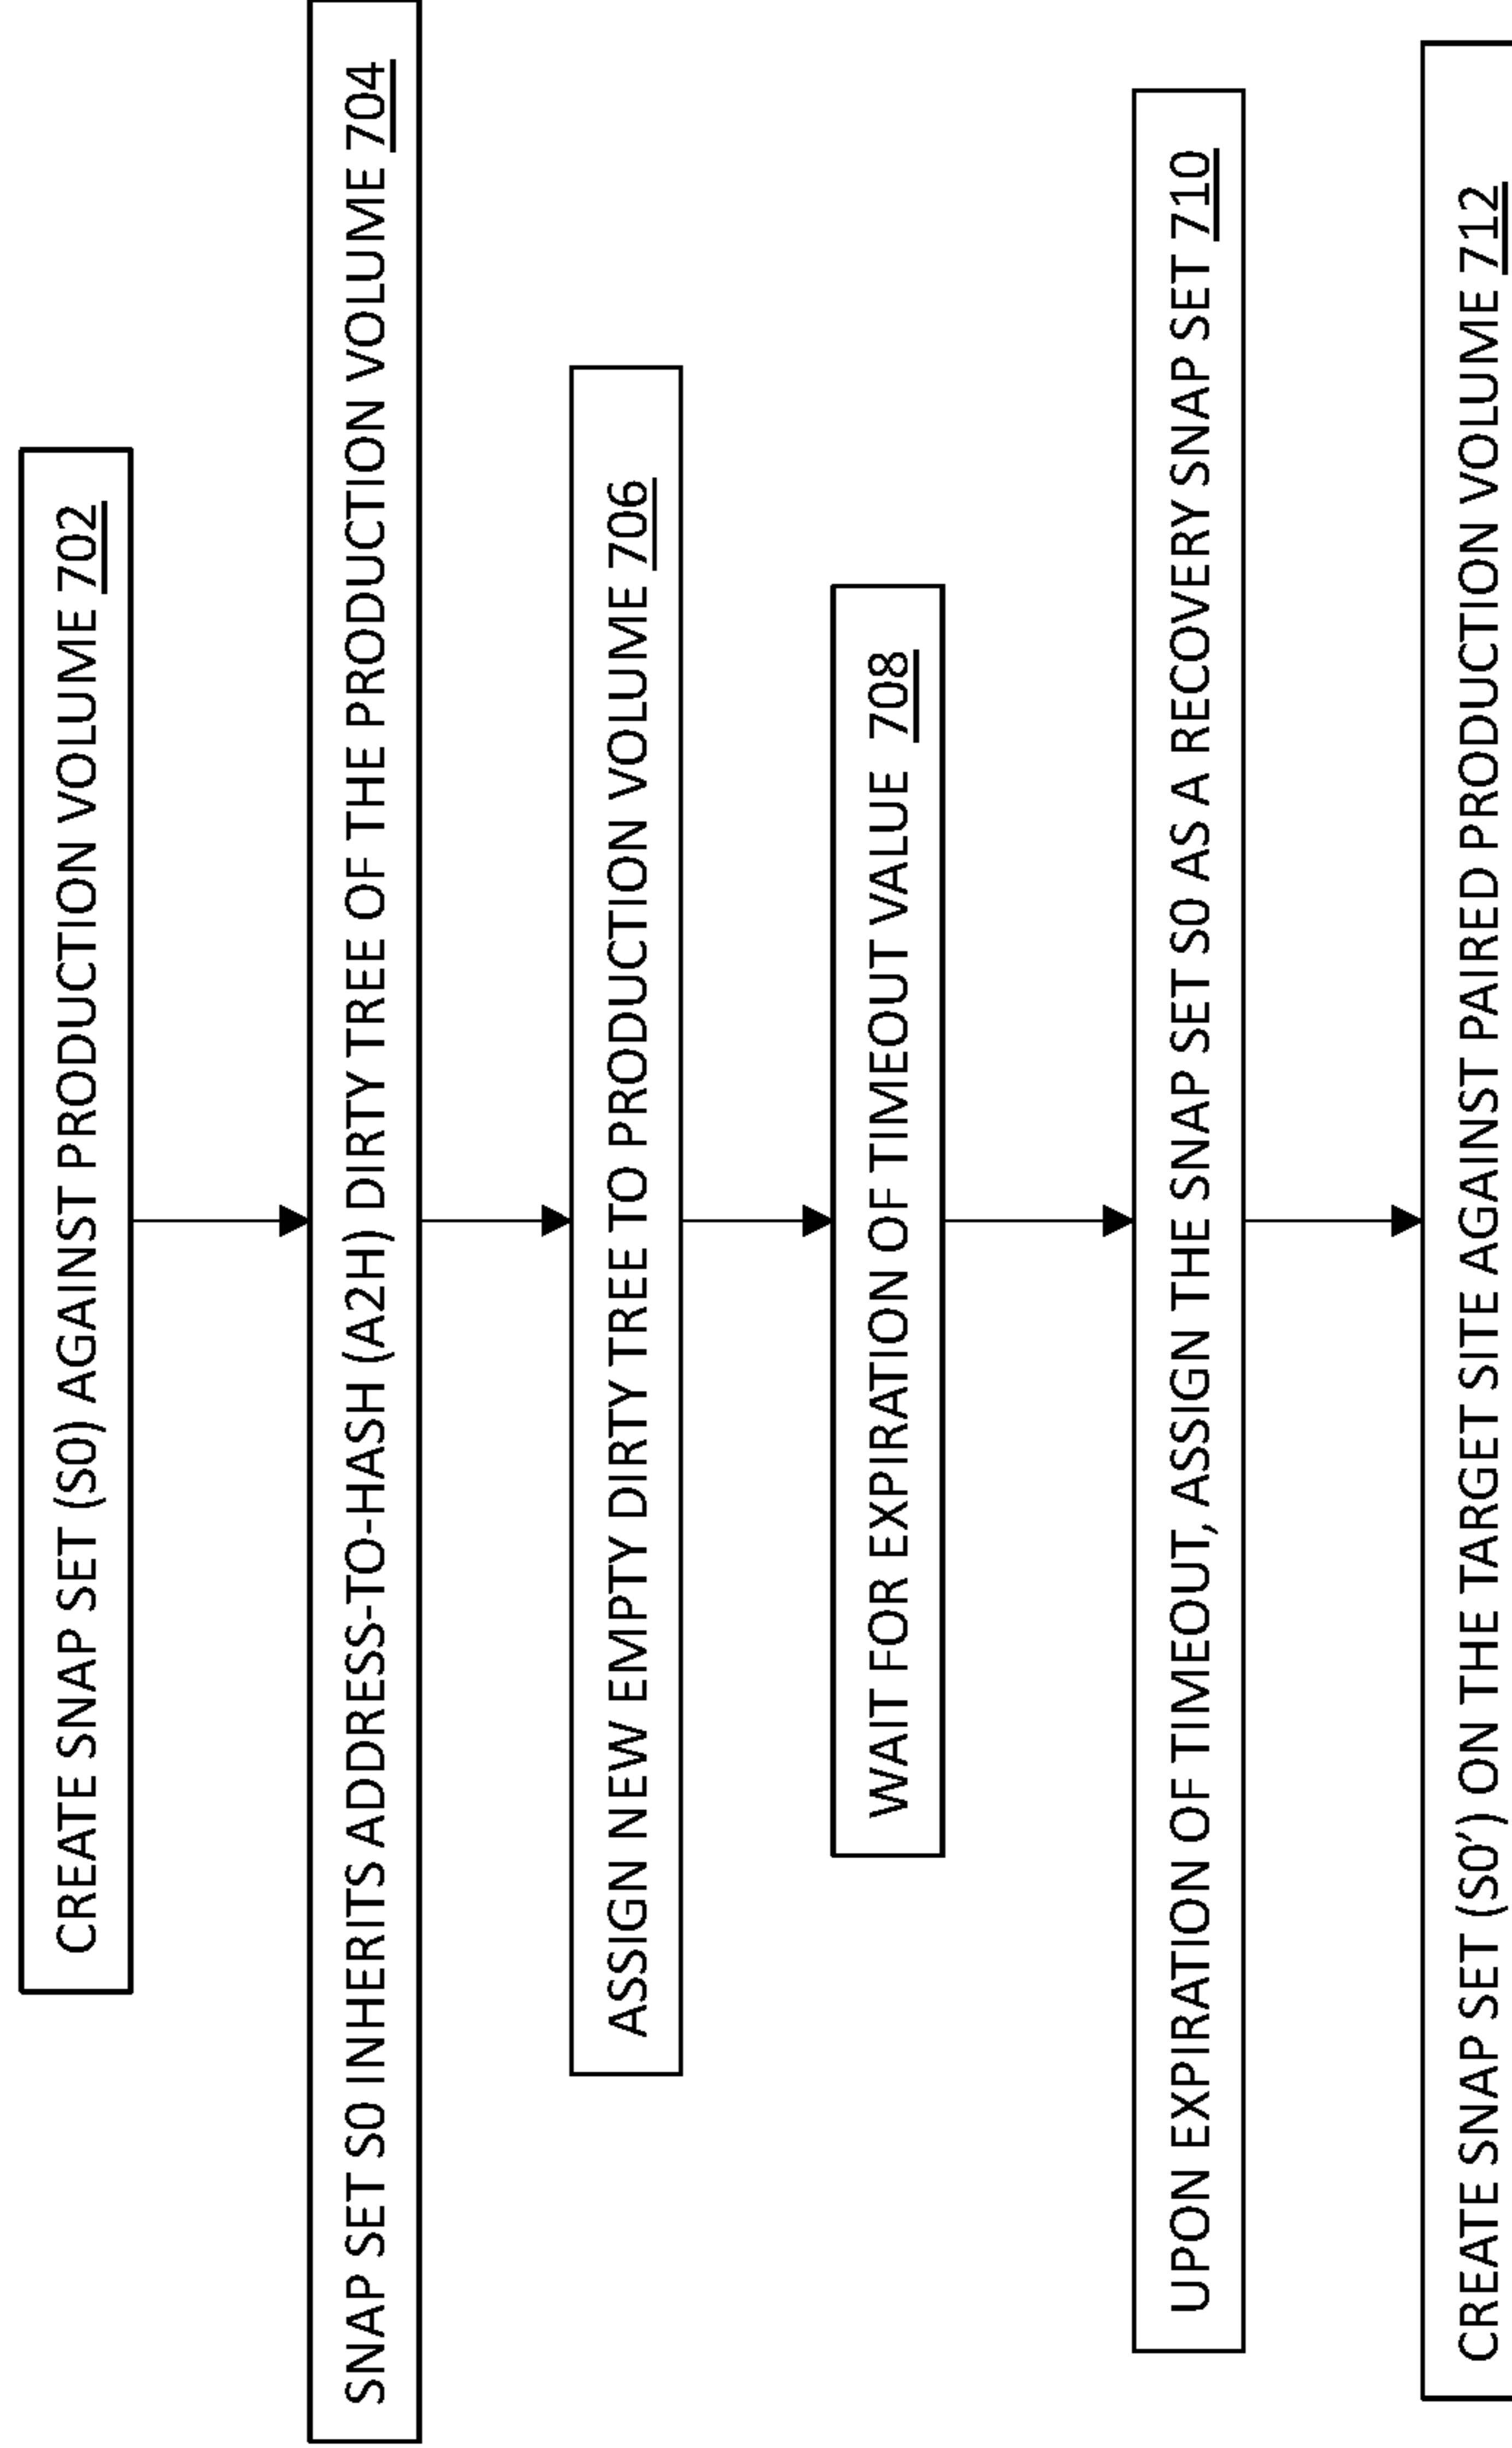 CREATE SNAP SET (S0) AGAINST PRODUCTION VOLUME 702
SNAP SET S0 INHERITS ADDRESS-TO-HASH (A2H) DIRTY TREE OF THE PRODUCTION VOLUME 704
ASSIGN NEW EMPTY DIRTY TREE TO PRODUCTION VOLUME 706
WAIT FOR EXPIRATION OF TIMEOUT VALUE 708
UPON EXPIRATION OF TIMEOUT, ASSIGN THE SNAP SET S0 AS A RECOVERY SNAP SET 710
CREATE SNAP SET (S0’) ON THE TARGET SITE AGAINST PAIRED PRODUCTION VOLUME 712